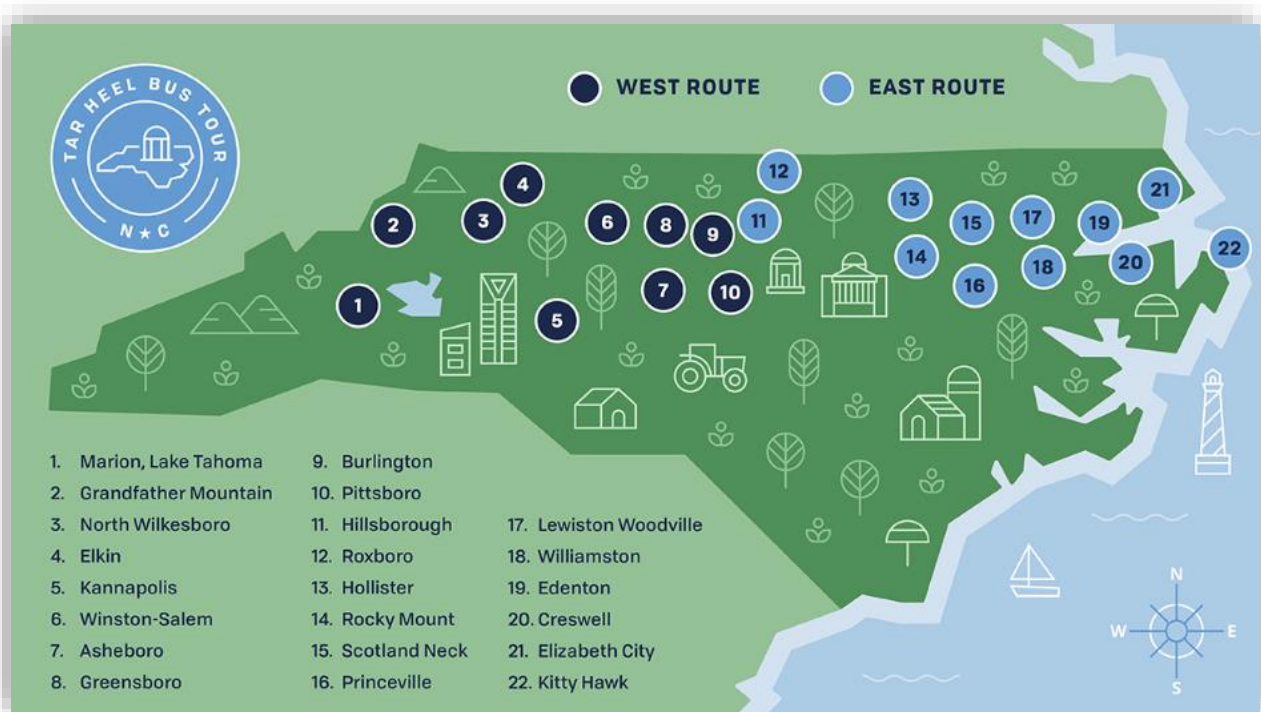 TAR HEEL BUS TOUR
N ★ C
WEST ROUTE
EAST ROUTE
12
4
21
13
2
3
6
8
9
11
15
17
19
22
14
18
20
7
10
16
1
5
1. Marion, Lake Tahoma
2. Grandfather Mountain
3. North Wilkesboro
4. Elkin
5. Kannapolis
6. Winston-Salem
7. Asheboro
8. Greensboro
9. Burlington
10. Pittsboro
11. Hillsborough
12. Roxboro
13. Hollister
14. Rocky Mount
15. Scotland Neck
16. Princeville
17. Lewiston Woodville
18. Williamston
19. Edenton
20. Creswell
21. Elizabeth City
22. Kitty Hawk
N
W E
S